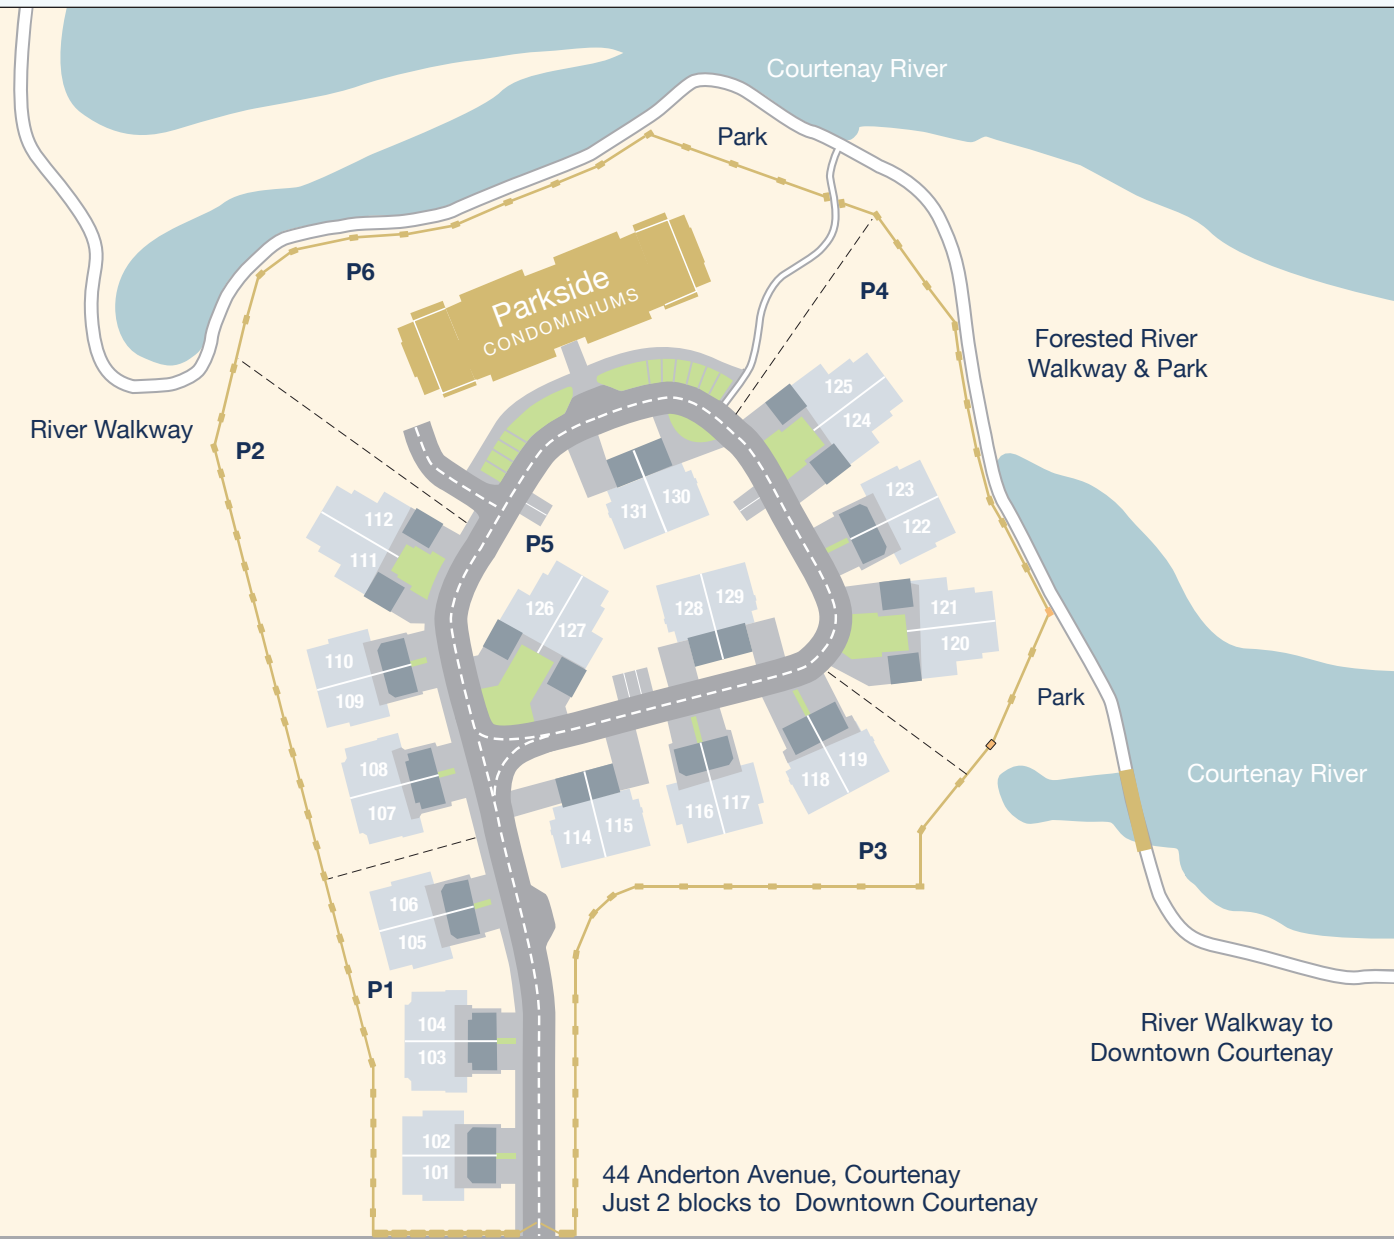 Courtenay River
Park
P6
Parkside
CONDOMINIUMS
P4
Forested River
Walkway & Park
River Walkway
P2
125
124
123
122
131
130
112
111
P5
126
127
128
129
121
120
110
109
Park
108
107
119
118
117
116
115
114
Courtenay River
P3
106
105
P1
104
103
River Walkway to
Downtown Courtenay
102
101
44 Anderton Avenue, Courtenay
Just 2 blocks to Downtown Courtenay